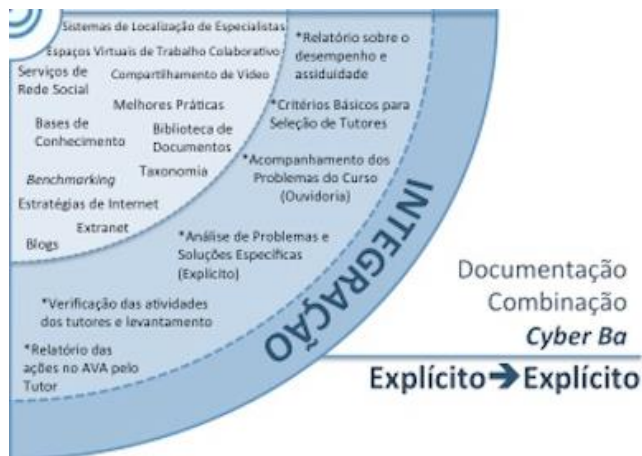 Sistemas de Localização de Especialistas
Espaços Virtuais de Trabalho Colaborativo
Serviços de
Rede Social
Compartilhamento de Vídeo
Melhores Práticas
Bases de
Conhecimento
Biblioteca de
Documentos
Benchmarking
Taxonomia
Estratégias de Internet
Extranet
Blogs
*Relatório sobre o
desempenho e
assiduidade
*Critérios Básicos para
Seleção de Tutores
*Acompanhamento dos
Problemas do Curso
(Ouvidoria)
*Análise de Problemas e
Soluções Específicas
(Explícito)
*Verificação das atividades
dos tutores e levantamento
*Relatório das
ações no AVA pelo
Tutor
INTEGRAÇÃO
Documentação
Combinação
Cyber Ba
Explícito➔Explícito